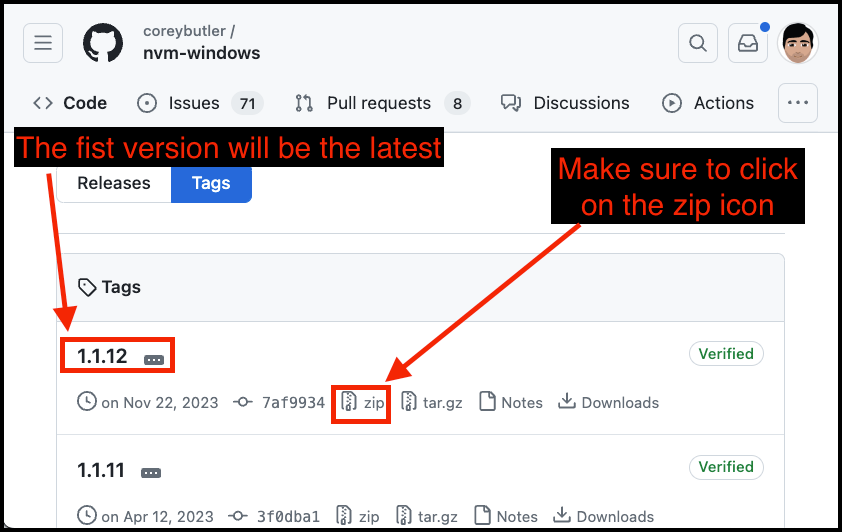 coreybutler /
nvm-windows
Code Issues 71 Pull requests 8 Discussions Actions
The fist version will be the latest
Make sure to click
on the zip icon
Releases Tags
Tags
1.1.12 Verified
on Nov 22, 2023 7af9934 zip tar.gz Notes Downloads
1.1.11 Verified
on Apr 12, 2023 3f0dba1 zip tar.gz Notes Downloads